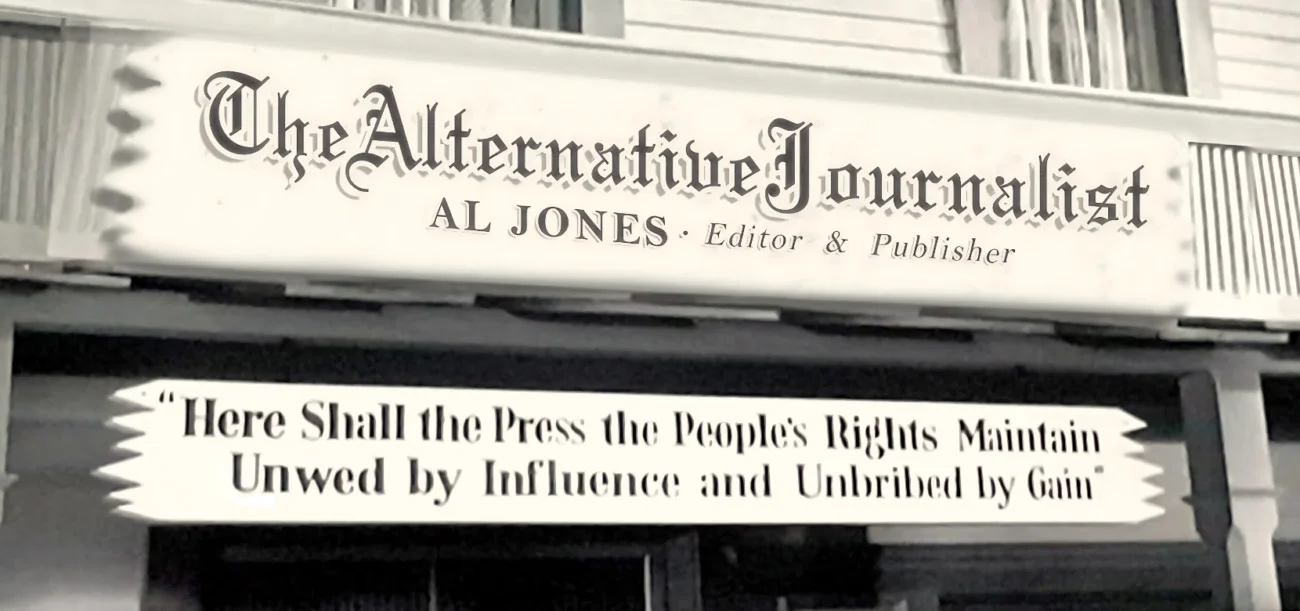 The Alternative Journalist
AL JONES · Editor & Publisher
"Here Shall the Press the People's Rights Maintain
Unwed by Influence and Unbribed by Gain"